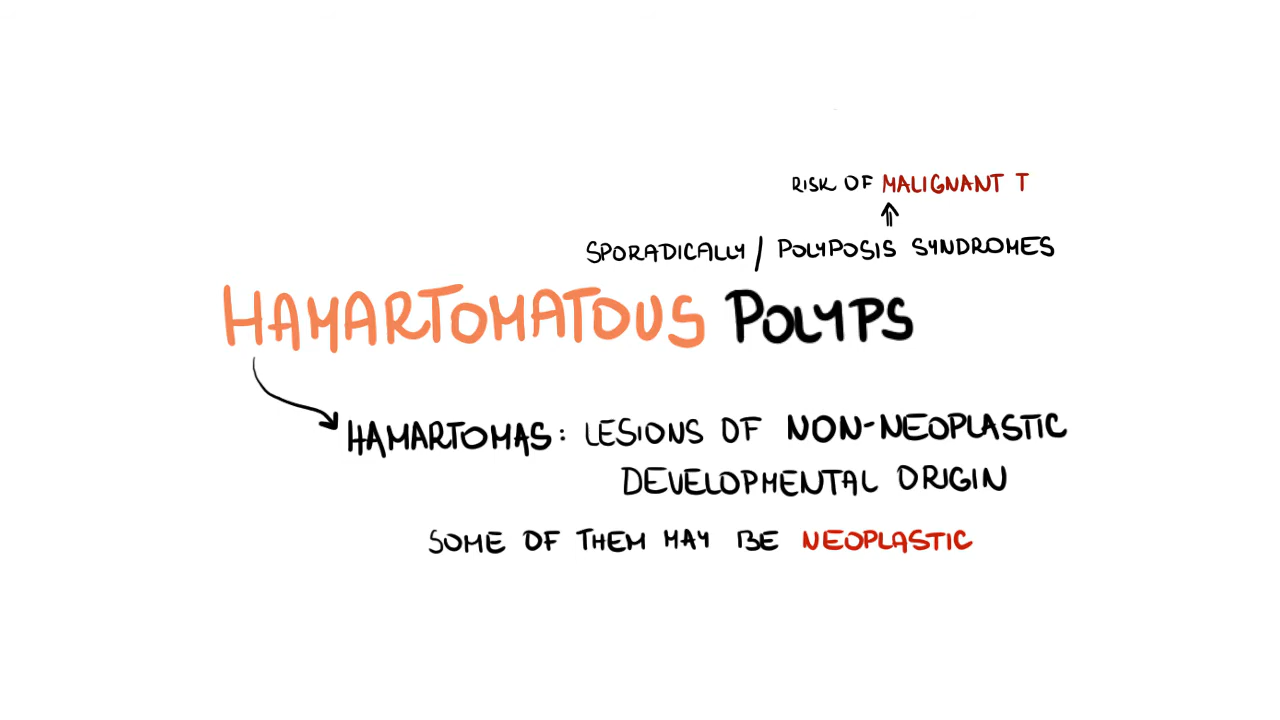 RISK OF MALIGNANT T
SPORADICALLY / POLYPOSIS SYNDROMES
HAMARTOMATOUS POLYPS
HAMARTOMAS: LESIONS OF NON-NEOPLASTIC
DEVELOPMENTAL ORIGIN
SOME OF THEM MAY BE NEOPLASTIC